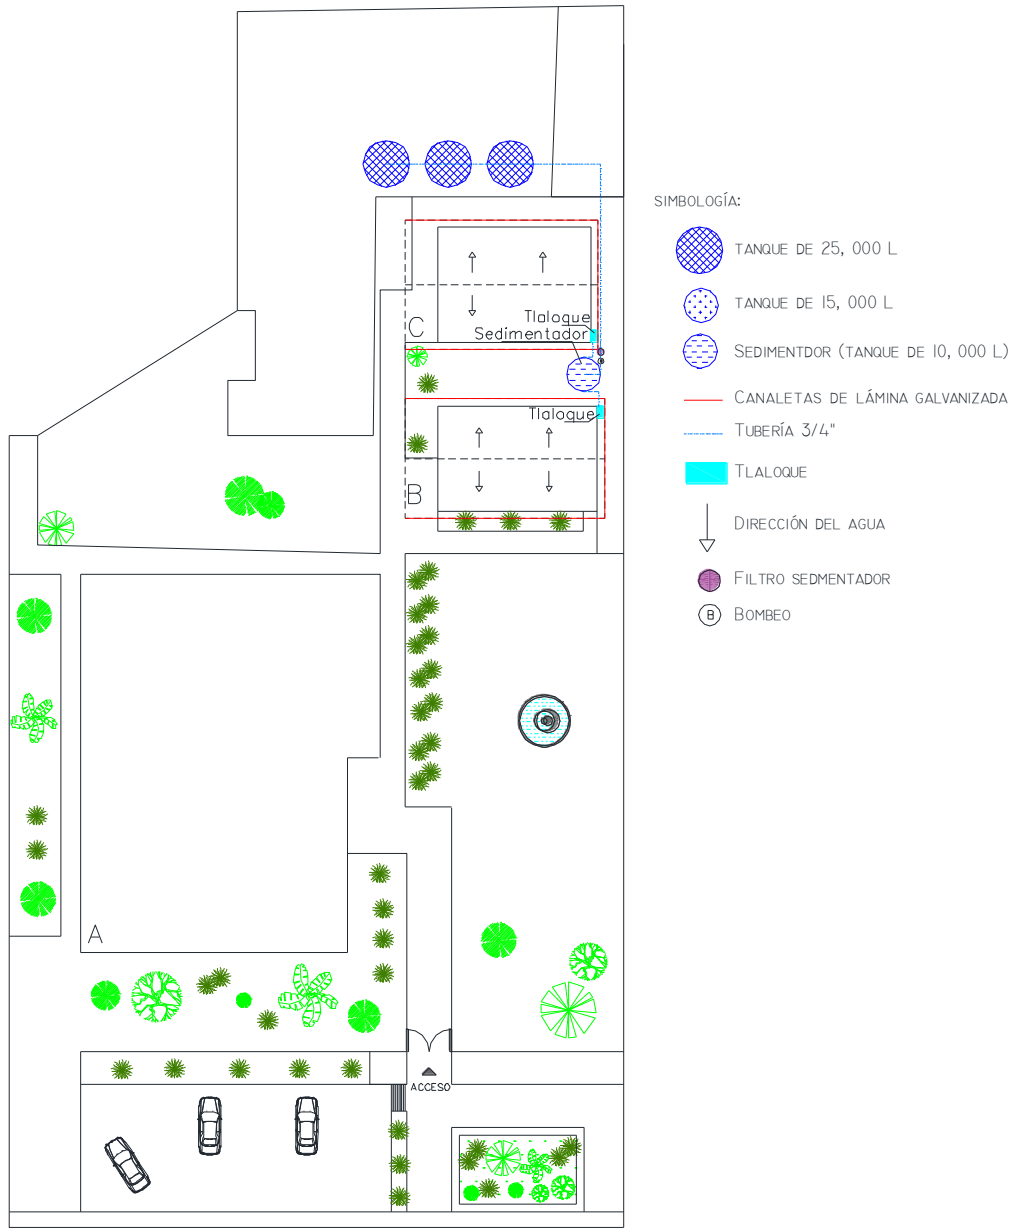 SIMBOLOGÍA:
TANQUE DE 25, 000 L
TANQUE DE 15, 000 L
SEDIMENTDOR (TANQUE DE 10, 000 L)
CANALETAS DE LÁMINA GALVANIZADA
TUBERÍA 3/4"
TLALOQUE
DIRECCIÓN DEL AGUA
FILTRO SEDMENTADOR
B BOMBEO
Tlaloque
C
Sedimentador
Tlaloque
B
A
ACCESO